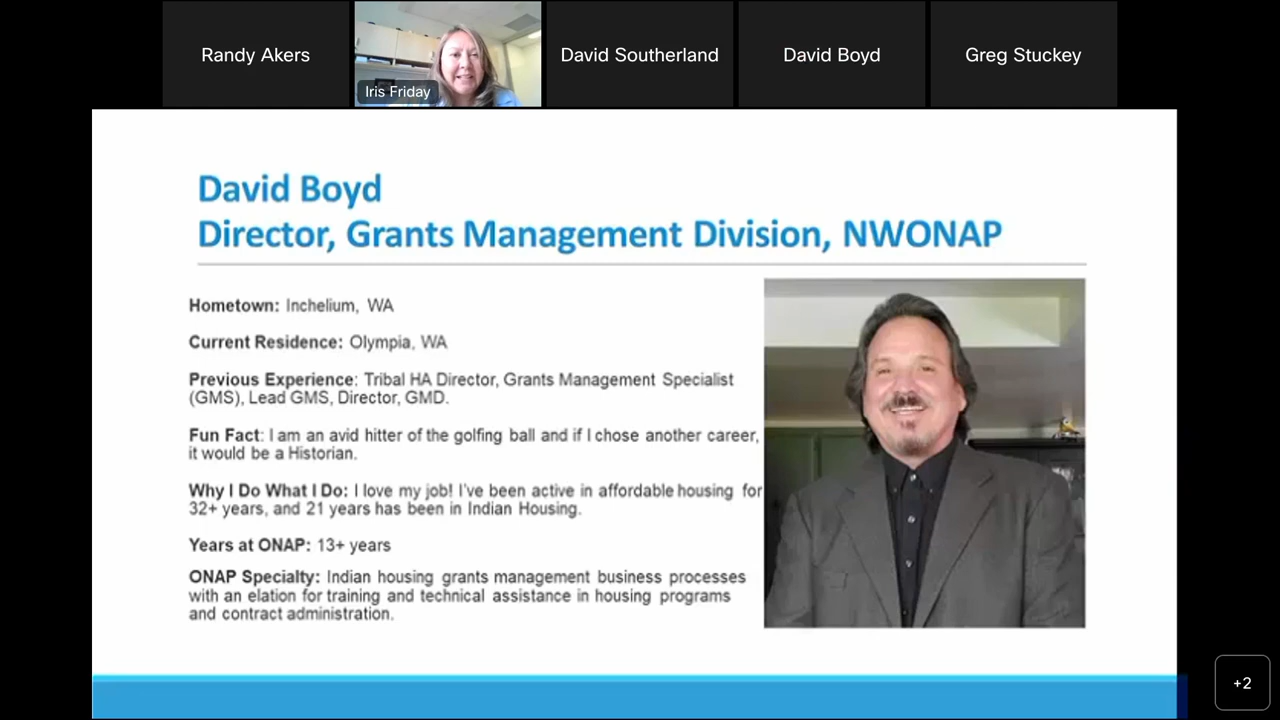 Randy Akers
Iris Friday
David Southerland
David Boyd
Greg Stuckey
David Boyd
Director, Grants Management Division, NWONAP
Hometown: Inchelium, WA
Current Residence: Olympia, WA
Previous Experience: Tribal HA Director, Grants Management Specialist
(GMS), Lead GMS, Director, GMD.
Fun Fact: I am an avid hitter of the golfing ball and if I chose another career,
it would be a Historian.
Why I Do What I Do: I love my job! I've been active in affordable housing for
32+ years, and 21 years has been in Indian Housing.
Years at ONAP: 13+ years
ONAP Specialty: Indian housing grants management business processes
with an elation for training and technical assistance in housing programs
and contract administration.
+2